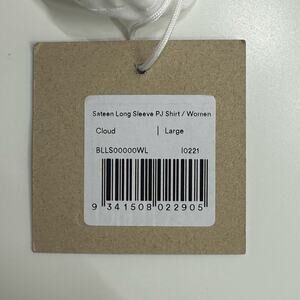 Sateen Long Sleeve PJ Shirt / Women
Cloud | Large
BLLS00000WL I0221
9 341508 022905